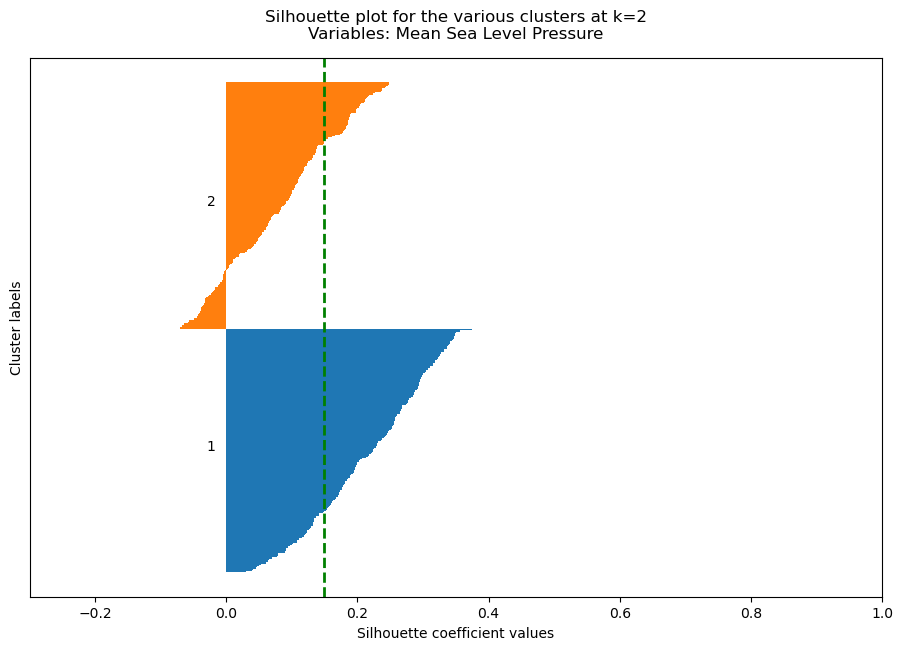 Silhouette plot for the various clusters at k=2
Variables: Mean Sea Level Pressure
2
1
Cluster labels
−0.2 0.0 0.2 0.4 0.6 0.8 1.0
Silhouette coefficient values